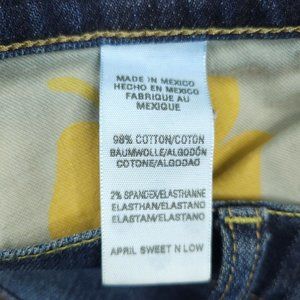 MADE IN MEXICO
HECHO EN MEXICO
FABRIQUE AU
MEXIQUE
98% COTTON/COTON
BAUMWOLLE/ALGODÓN
COTONE/ALGODAO
2% SPANDEX/ELASTHANNE
ELASTHAN/ELASTANO
ELASTAM/ELASTANO
APRIL SWEET N LOW